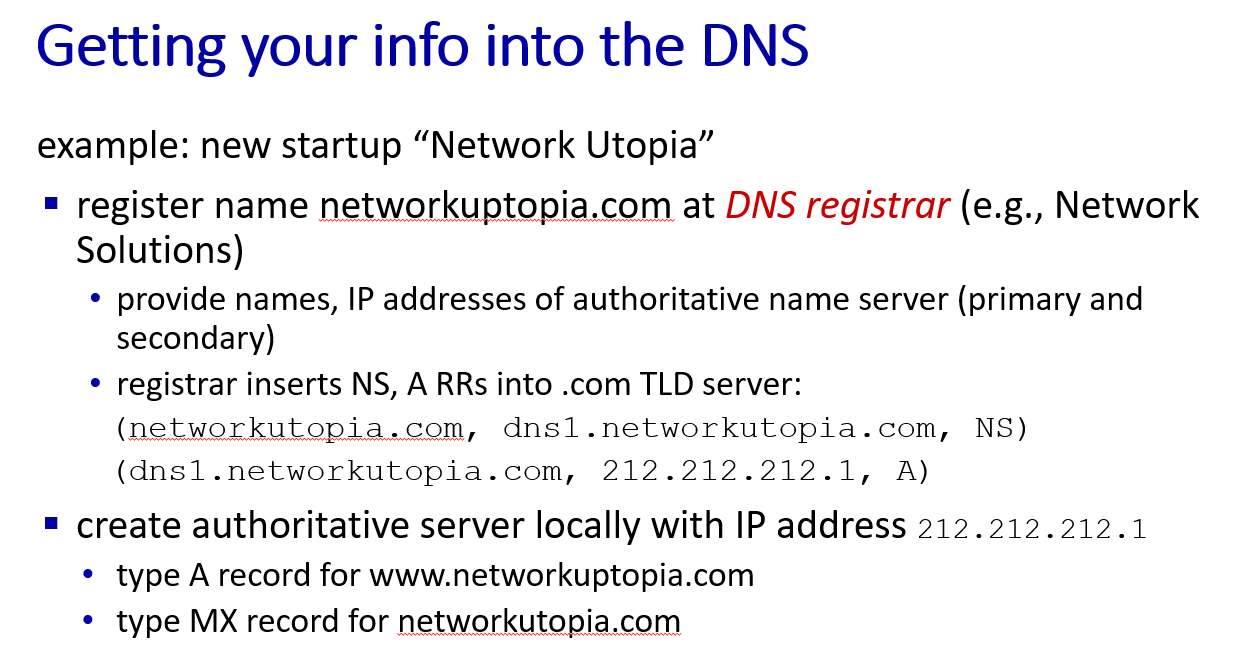 Getting your info into the DNS
example: new startup “Network Utopia”
▪ register name networkuptopia.com at DNS registrar (e.g., Network
Solutions)
• provide names, IP addresses of authoritative name server (primary and
secondary)
• registrar inserts NS, A RRs into .com TLD server:
(networkutopia.com, dns1.networkutopia.com, NS)
(dns1.networkutopia.com, 212.212.212.1, A)
▪ create authoritative server locally with IP address 212.212.212.1
• type A record for www.networkuptopia.com
• type MX record for networkutopia.com